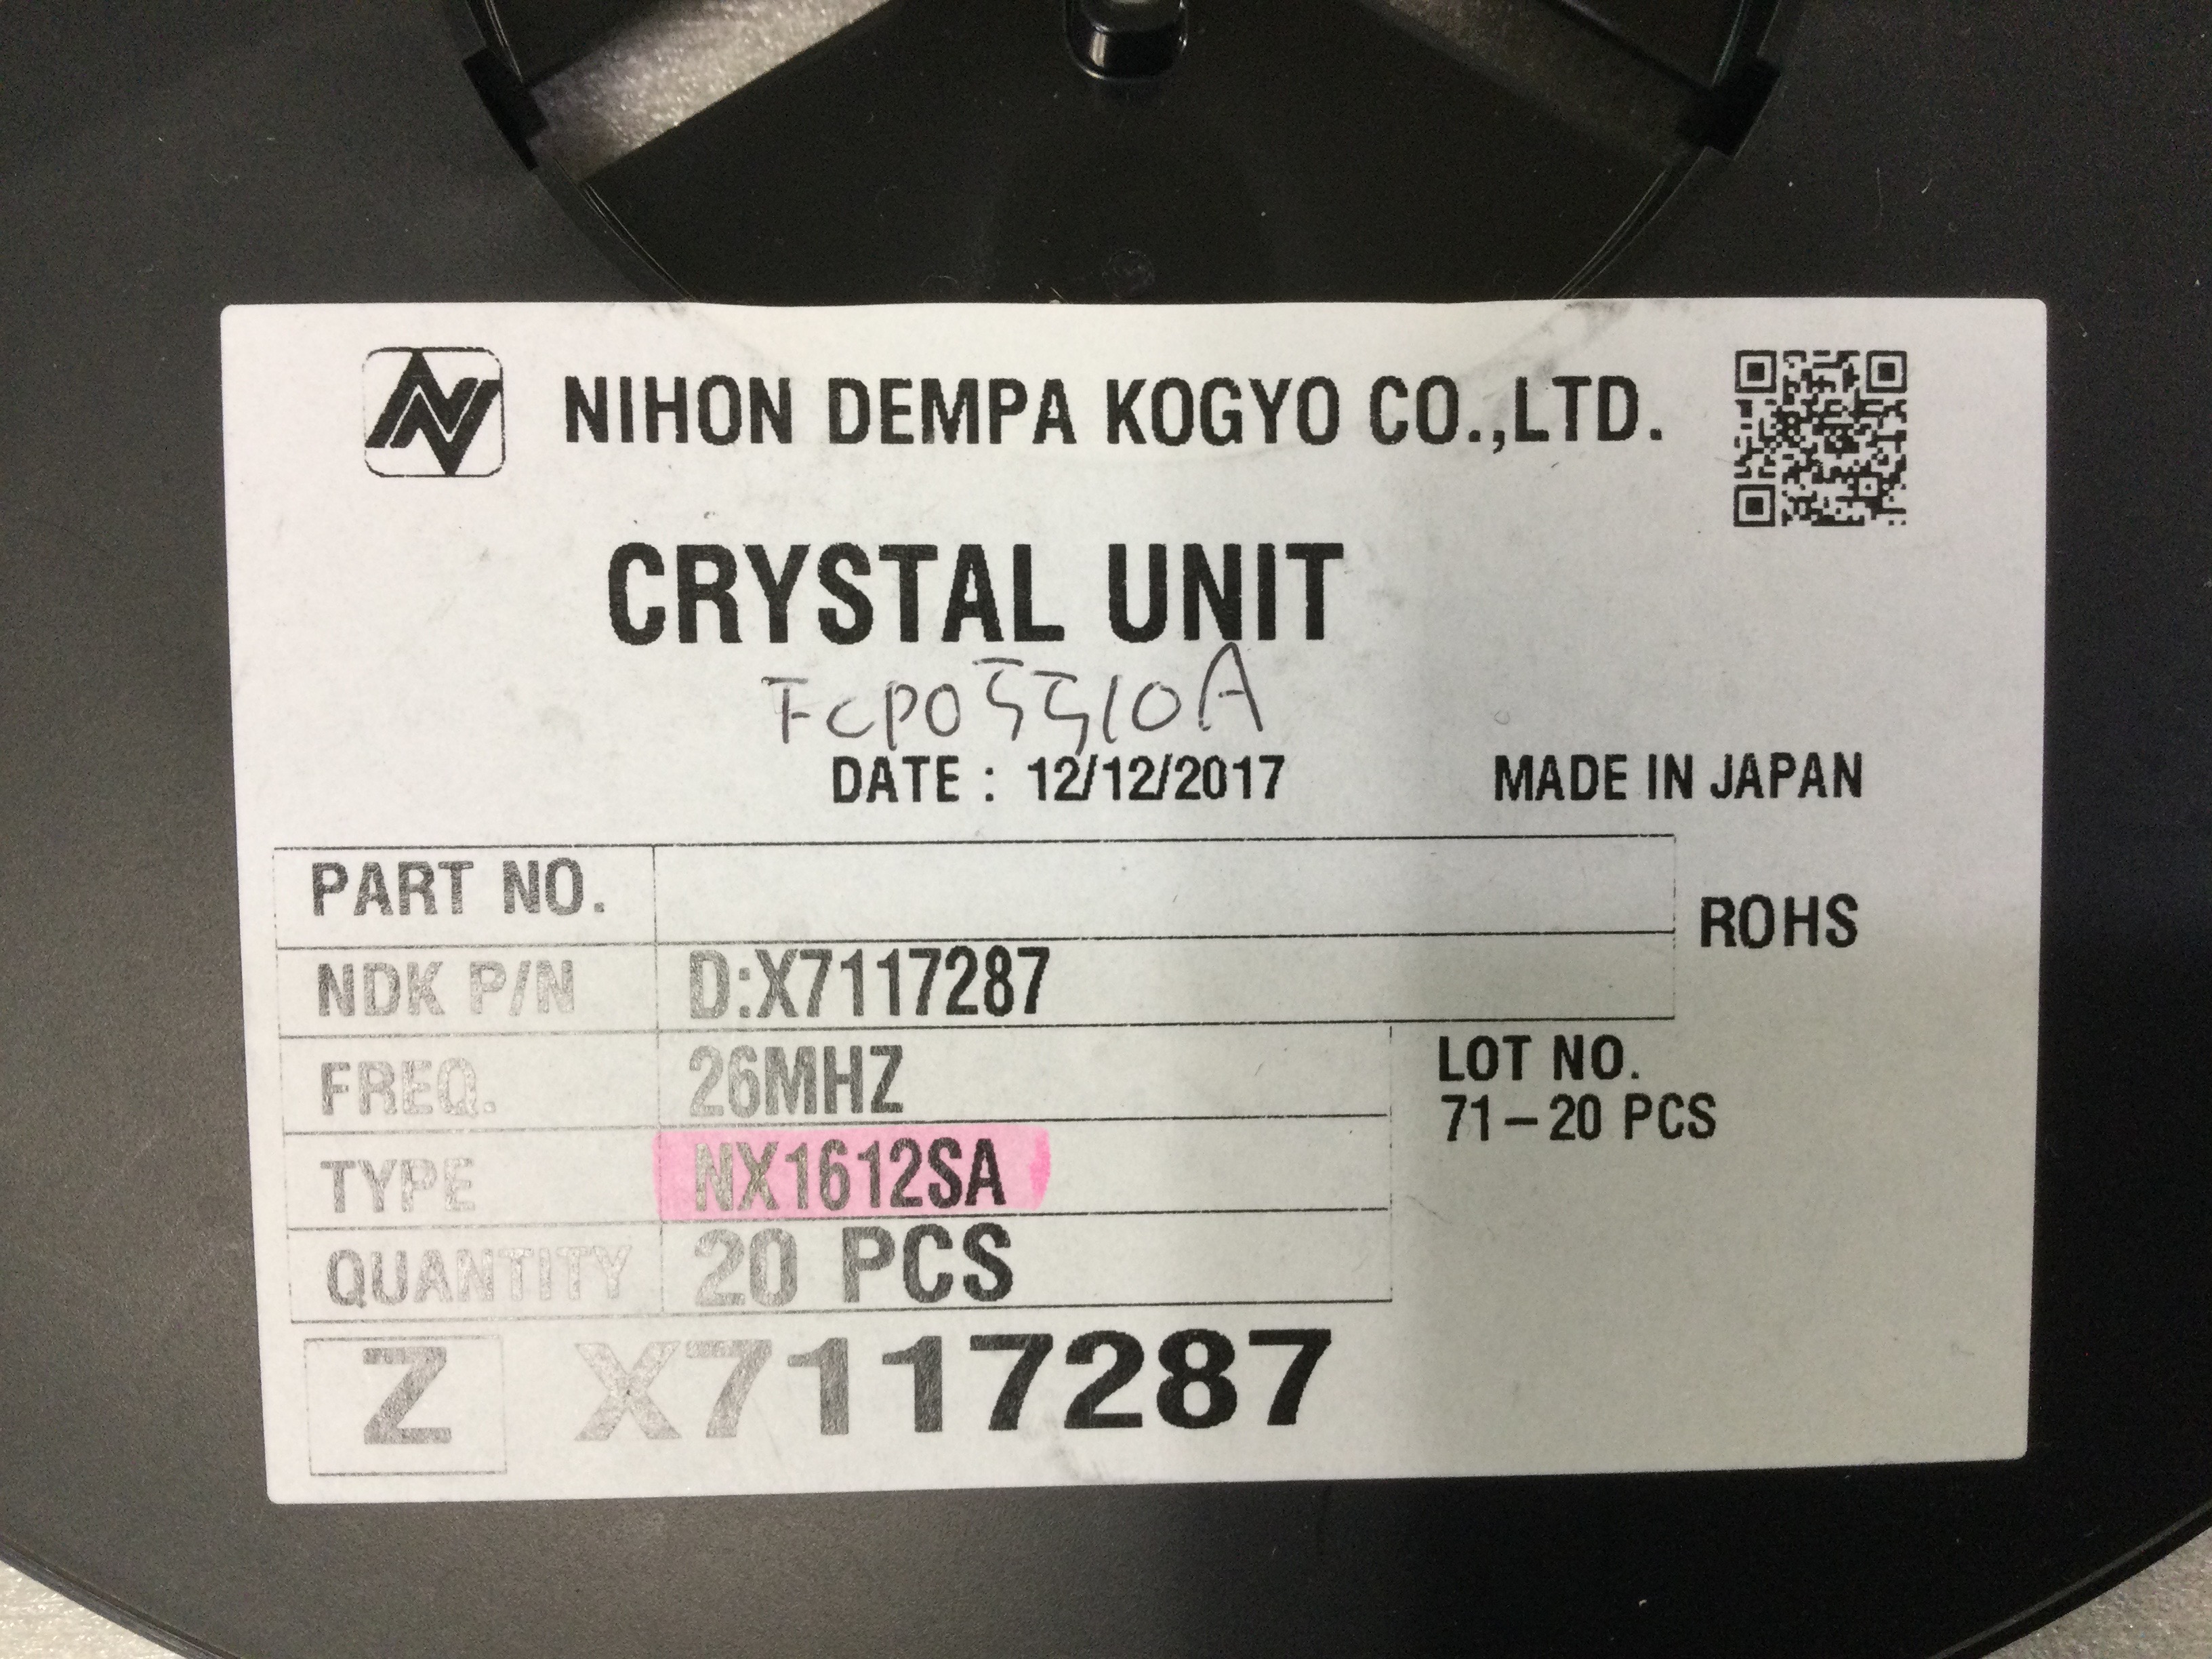 NIHON DEMPA KOGYO CO.,LTD.
CRYSTAL UNIT
FCP05510A
DATE : 12/12/2017
MADE IN JAPAN
PART NO.
ROHS
NDK P/N D:X7117287
FREQ. 26MHZ
LOT NO.
71-20 PCS
TYPE NX1612SA
QUANTITY 20 PCS
Z X7117287